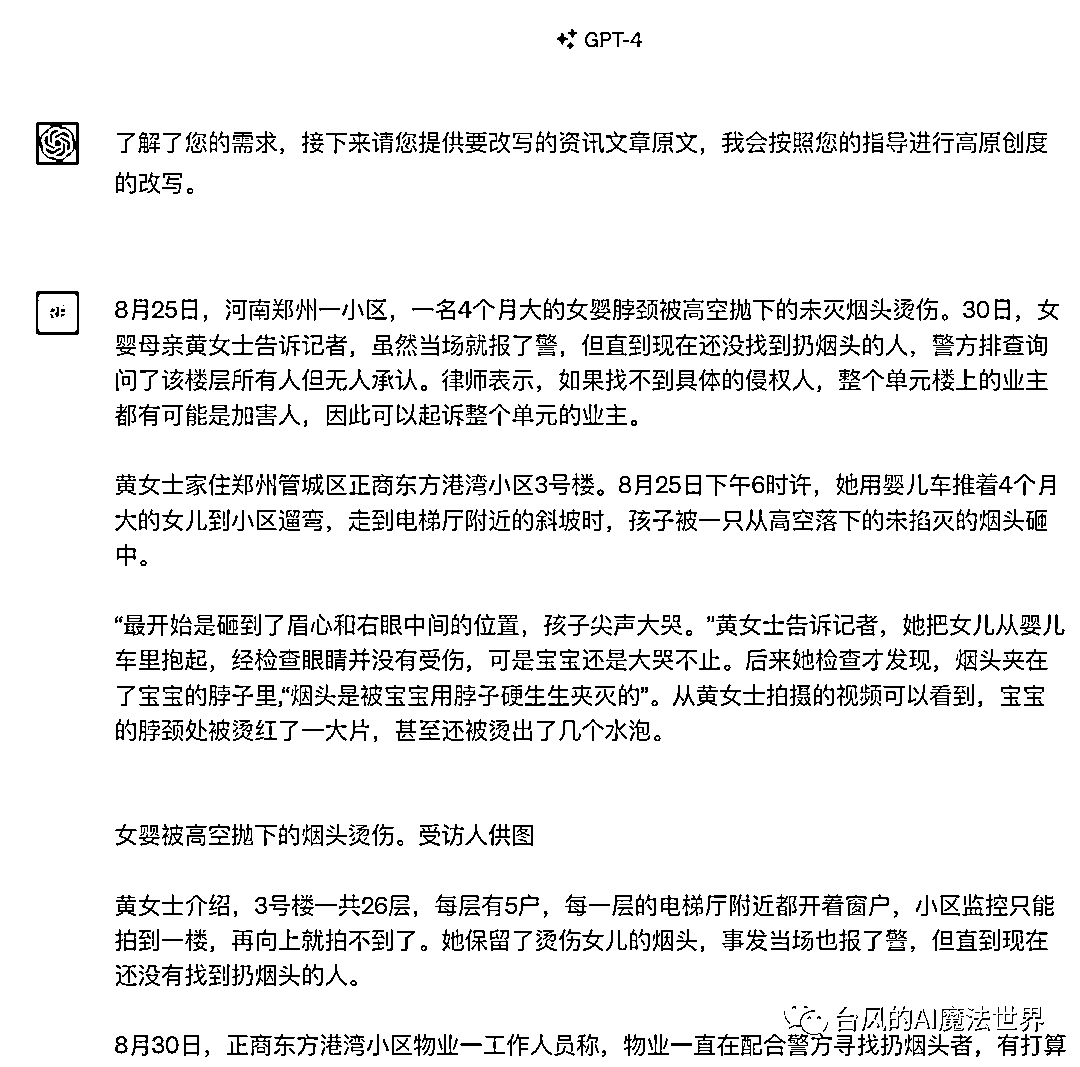 GPT-4
了解了您的需求，接下来请您提供要改写的资讯文章原文，我会按照您的指导进行高原创度
的改写。
8月25日，河南郑州一小区，一名4个月大的女婴脖颈被高空抛下的未灭烟头烫伤。30日，女
婴母亲黄女士告诉记者，虽然当场就报了警，但直到现在还没找到扔烟头的人，警方排查询
问了该楼层所有人但无人承认。律师表示，如果找不到具体的侵权人，整个单元楼上的业主
都有可能是加害人，因此可以起诉整个单元的业主。
黄女士家住郑州管城区正商东方港湾小区3号楼。8月25日下午6时许，她用婴儿车推着4个月
大的女儿到小区遛弯，走到电梯厅附近的斜坡时，孩子被一只从高空落下的未掐灭的烟头砸
中。
“最开始是砸到了眉心和右眼中间的位置，孩子尖声大哭。”黄女士告诉记者，她把女儿从婴儿
车里抱起，经检查眼睛并没有受伤，可是宝宝还是大哭不止。后来她检查才发现，烟头夹在
了宝宝的脖子里，“烟头是被宝宝用脖子硬生生夹灭的”。从黄女士拍摄的视频可以看到，宝宝
的脖颈处被烫红了一大片，甚至还被烫出了几个水泡。
女婴被高空抛下的烟头烫伤。受访人供图
黄女士介绍，3号楼一共26层，每层有5户，每一层的电梯厅附近都开着窗户，小区监控只能
拍到一楼，再向上就拍不到了。她保留了烫伤女儿的烟头，事发当场也报了警，但直到现在
还没有找到扔烟头的人。
台风的AI魔法世界
8月30日，正商东方港湾小区物业一工作人员称，物业一直在配合警方寻找扔烟头者，有打算